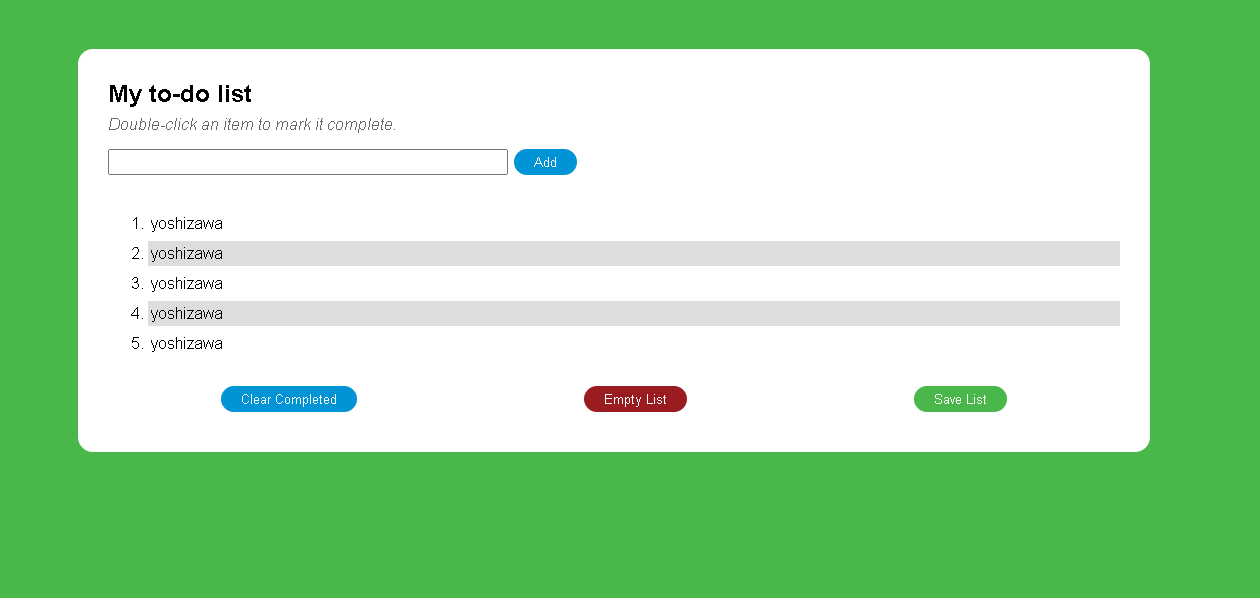 My to-do list
Double-click an item to mark it complete.
Add
1. yoshizawa
2. yoshizawa
3. yoshizawa
4. yoshizawa
5. yoshizawa
Clear Completed Empty List Save List